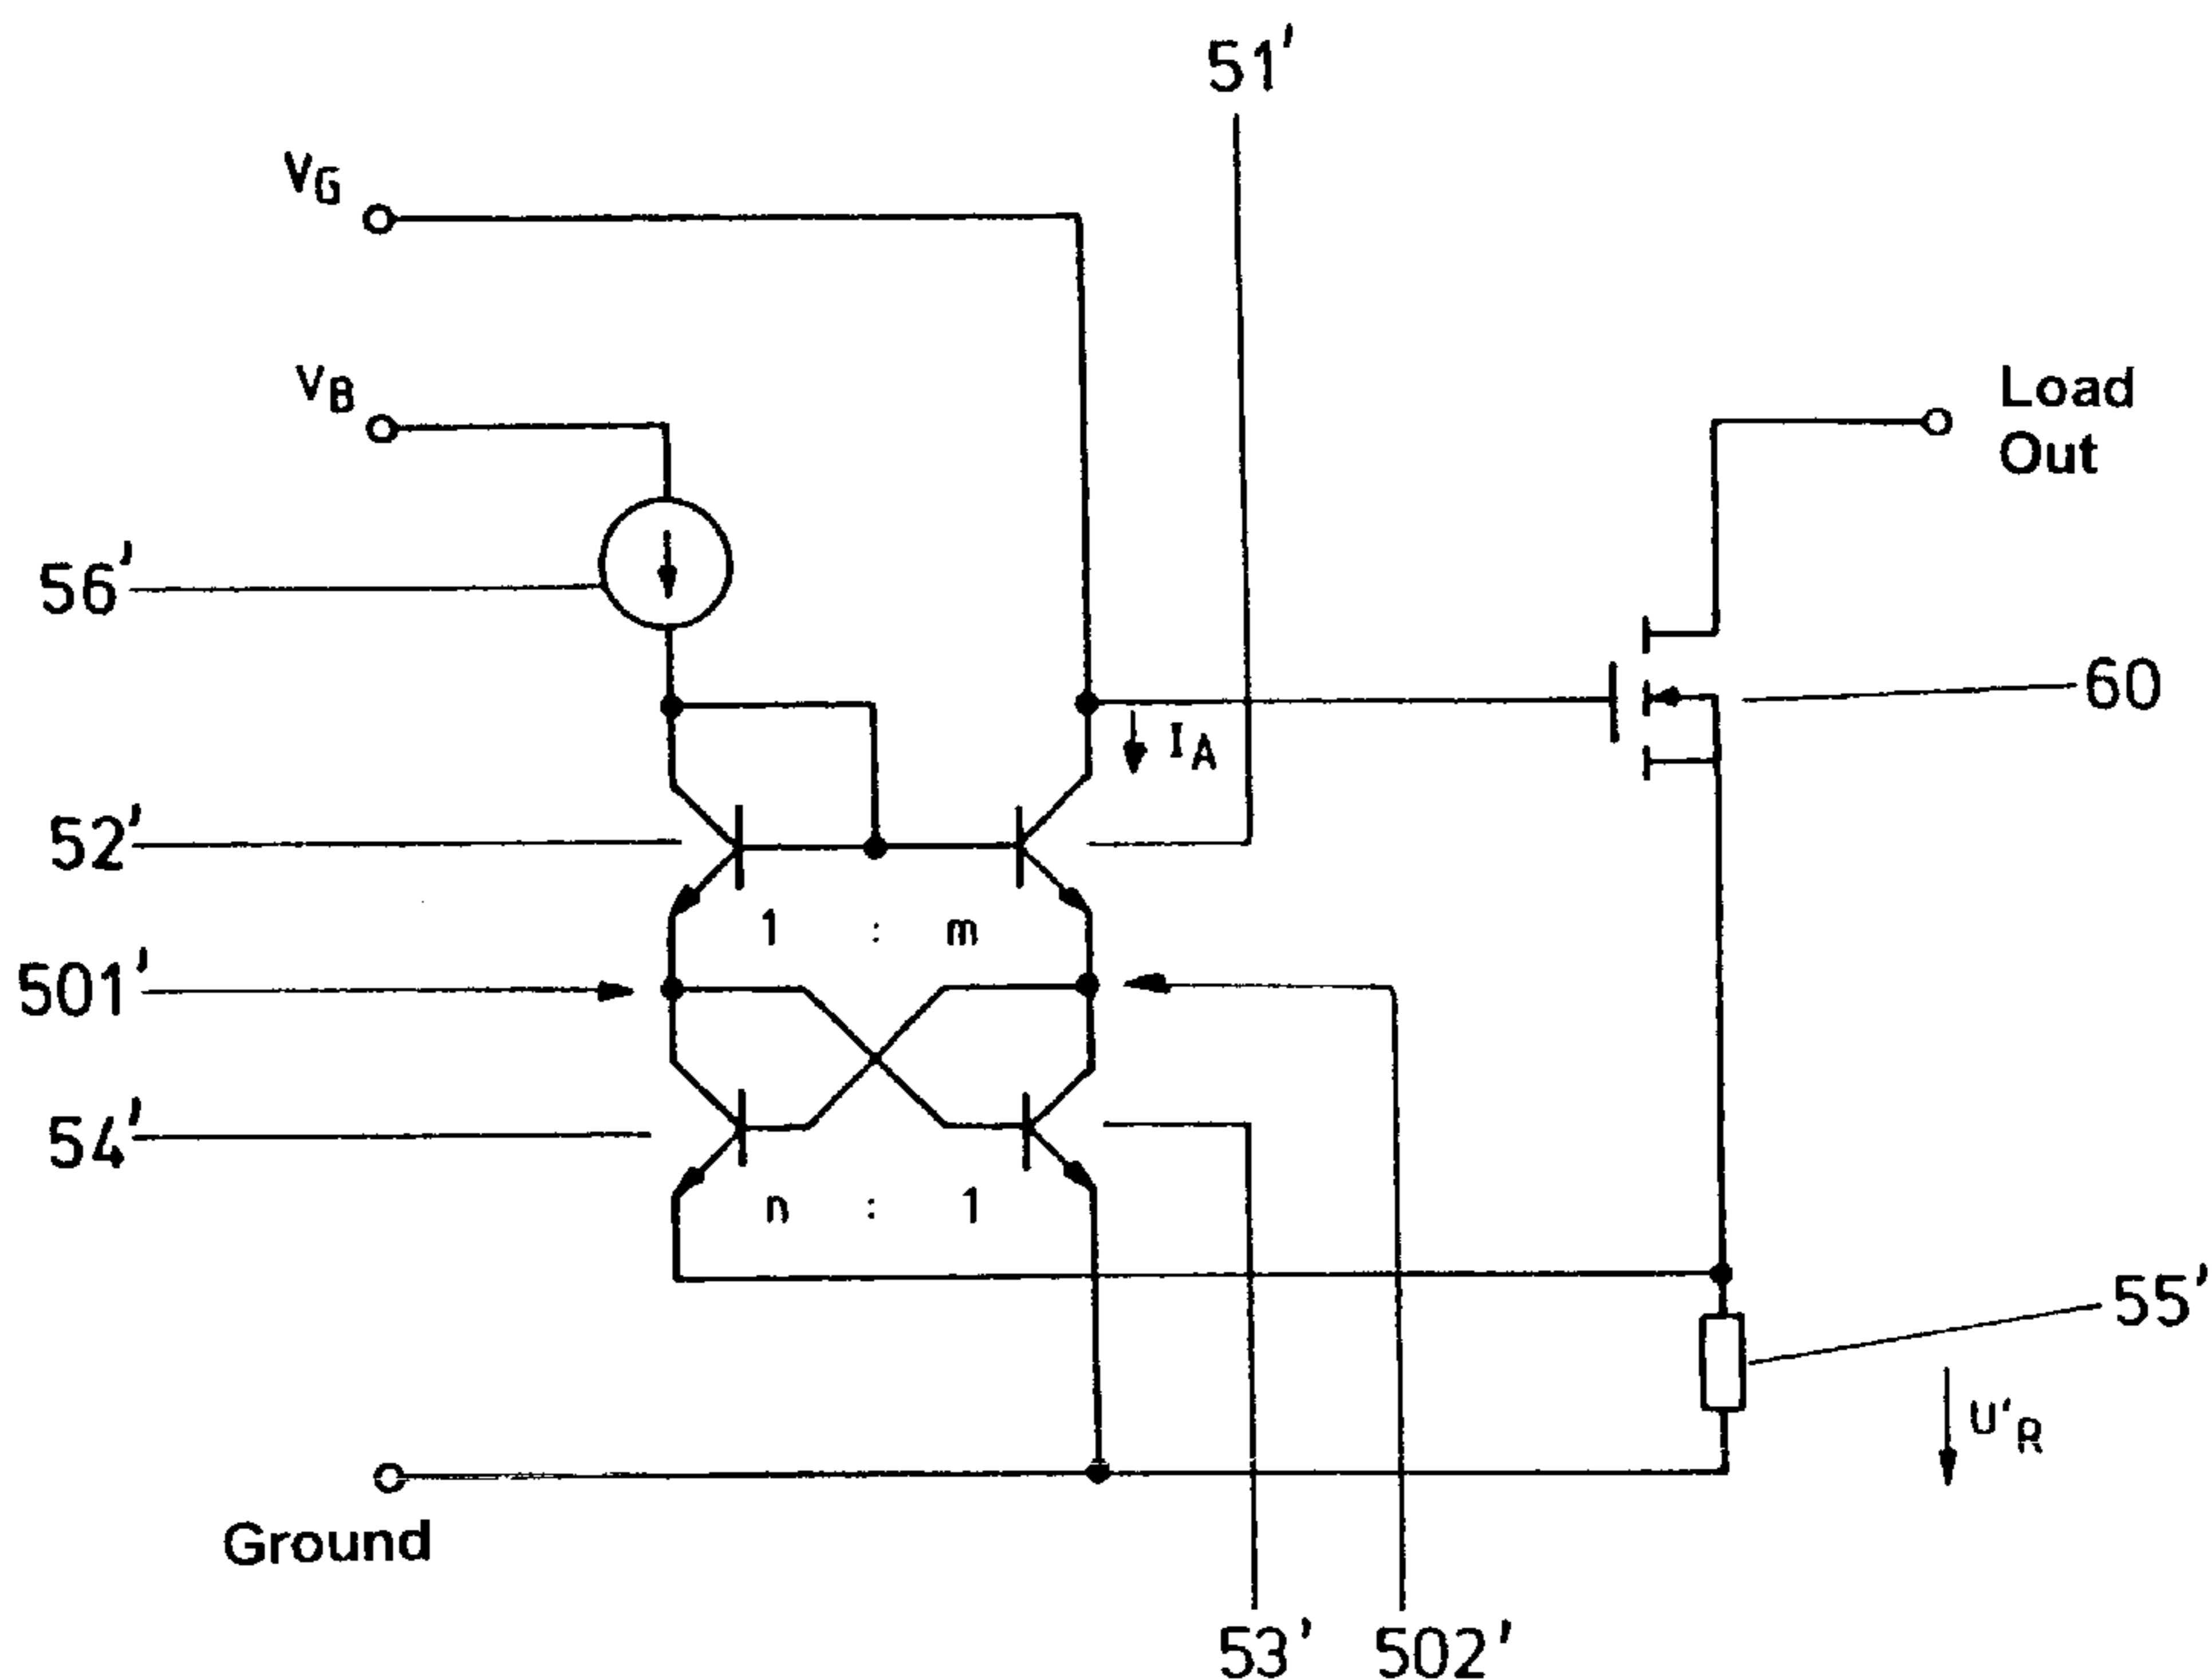 51'
VG
VB
Load
Out
56'
60
IA
52'
1 : m
501'
54'
n : 1
55'
U'R
Ground
53' 502'